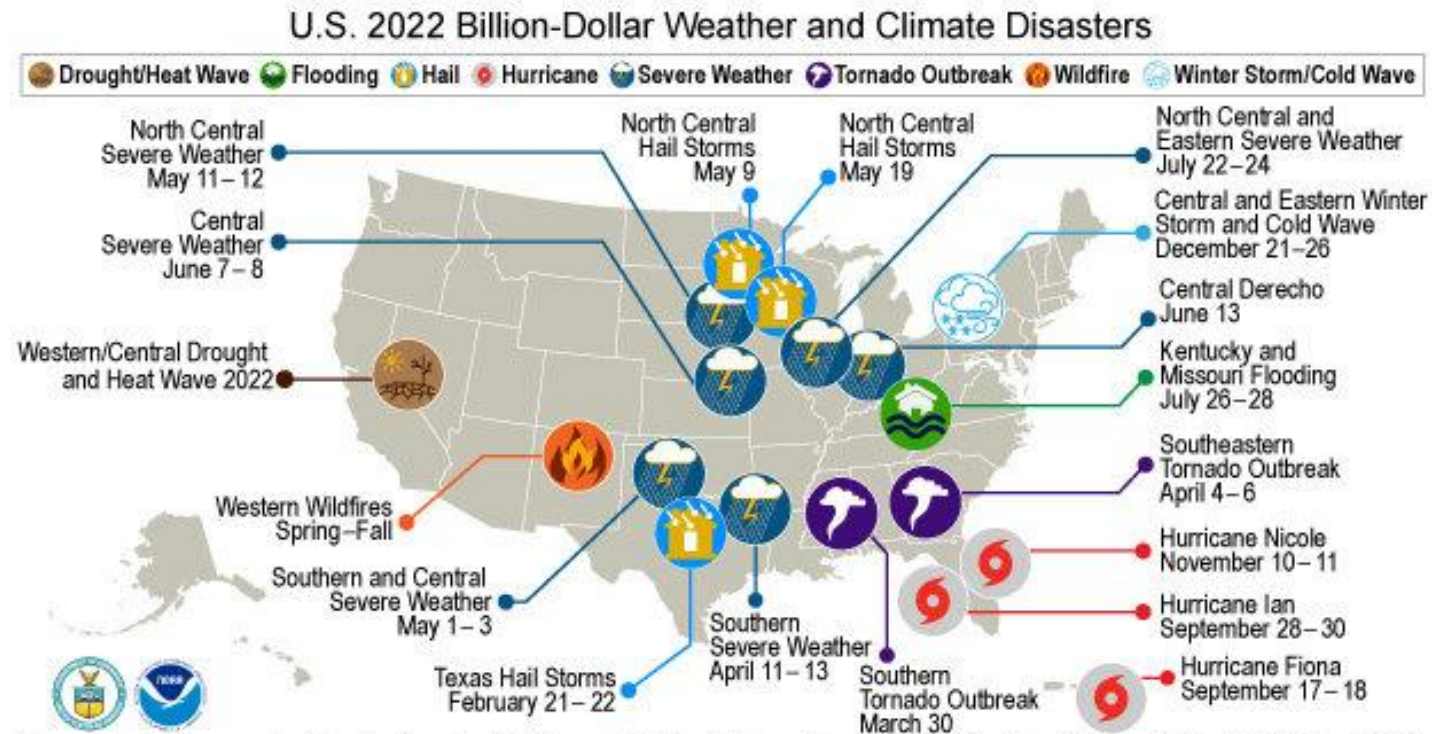 U.S. 2022 Billion-Dollar Weather and Climate Disasters
Drought/Heat Wave Flooding Hail Hurricane Severe Weather Tornado Outbreak Wildfire Winter Storm/Cold Wave
North Central
Severe Weather
May 11–12
North Central
Hail Storms
May 9
North Central
Hail Storms
May 19
North Central and
Eastern Severe Weather
July 22–24
Central
Severe Weather
June 7–8
Central and Eastern Winter
Storm and Cold Wave
December 21–26
Central Derecho
June 13
Western/Central Drought
and Heat Wave 2022
Kentucky and
Missouri Flooding
July 26–28
Southeastern
Tornado Outbreak
April 4–6
Western Wildfires
Spring–Fall
Hurricane Nicole
November 10–11
Southern and Central
Severe Weather
May 1–3
Hurricane Ian
September 28–30
Southern
Severe Weather
April 11–13
Texas Hail Storms
February 21–22
Southern
Tornado Outbreak
March 30
Hurricane Fiona
September 17–18
noaa